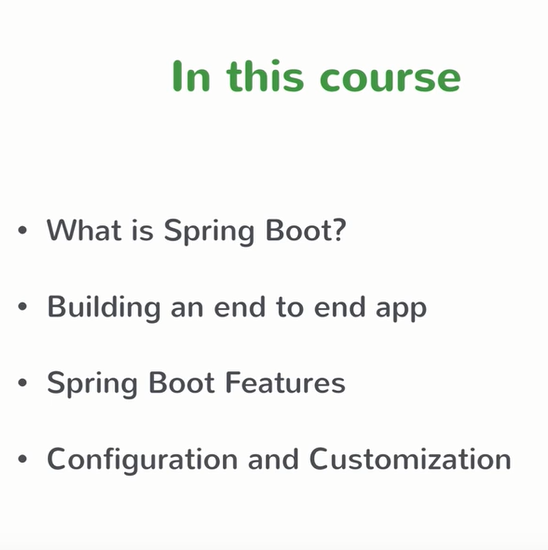 In this course
• What is Spring Boot?
• Building an end to end app
• Spring Boot Features
• Configuration and Customization